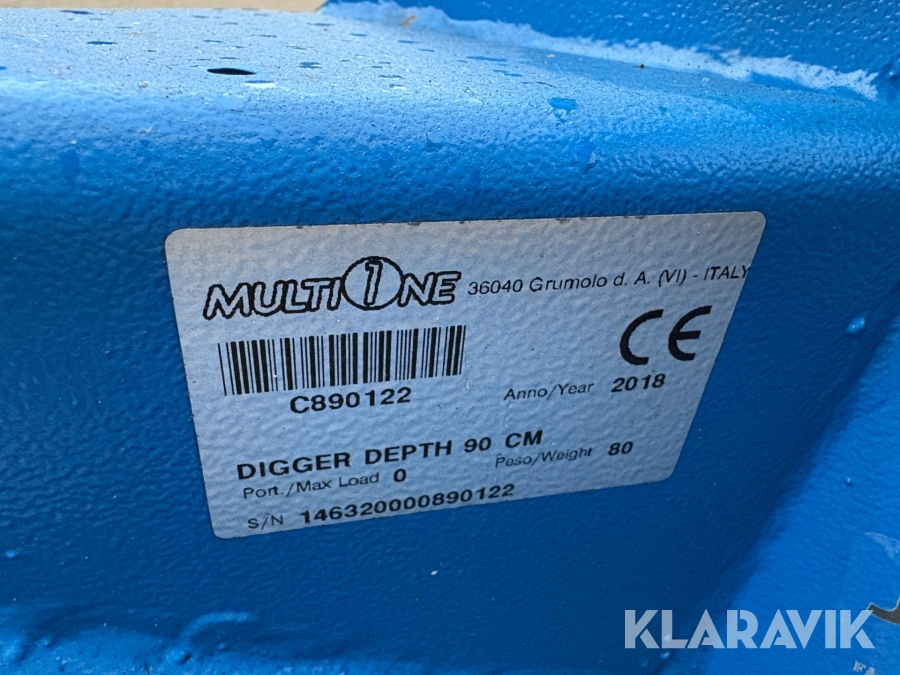 MULTIONE 36040 Grumolo d. A. (VI) - ITALY
CE
C890122
Anno/Year 2018
DIGGER DEPTH 90 CM
Port./Max Load 0 Peso/Weight 80
S/N 146320000890122
KLARAVIK